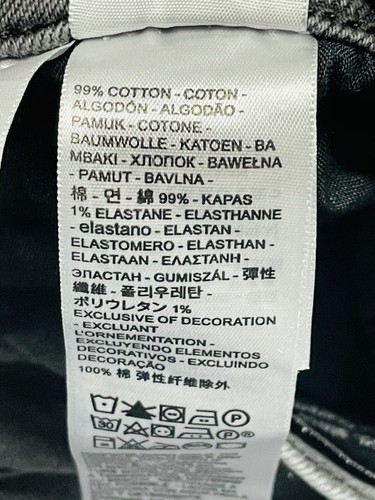 99% COTTON - COTON -
ALGODÓN - ALGODÃO -
PAMUK - COTONE -
BAUMWOLLE - KATOEN - BA
MBAKI - ХЛОПОК - BAWEŁNA
- PAMUT - BAVLNA -
棉 - 면 - 綿 99% - KAPAS
1% ELASTANE - ELASTHANNE
- elastano - ELASTAN -
ELASTOMERO - ELASTHAN -
ELASTAAN - ΕΛΑΣΤΑΝΗ -
ЭЛАСТАН - GUMISZÁL - 彈性
纖維 - 폴리우레탄 -
ポリウレタン 1%
EXCLUSIVE OF DECORATION
- EXCLUANT
L'ORNEMENTATION -
EXCLUYENDO ELEMENTOS
DECORATIVOS - EXCLUINDO
DECORAÇÃO
100% 棉 弹性纤维除外
30 P